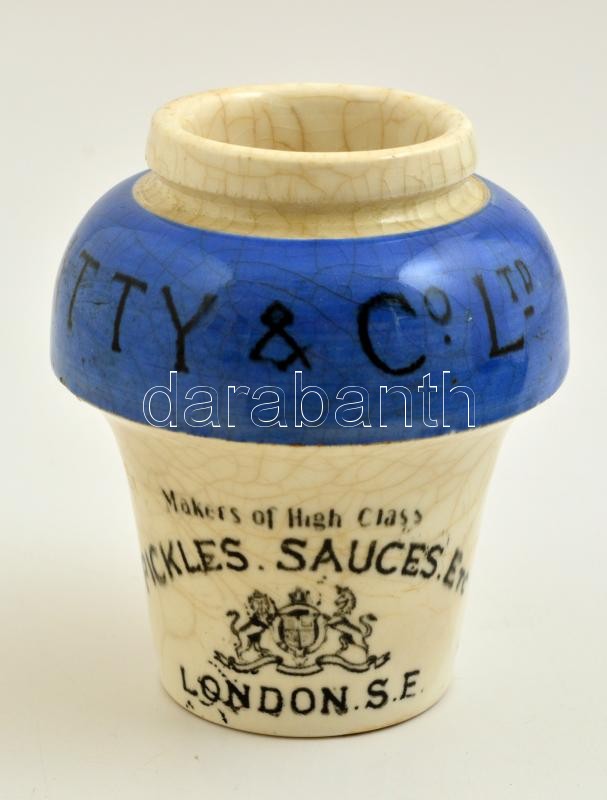 TTY & Co. LTD
darabanth
Makers of High Class
PICKLES. SAUCES. ETC
LONDON. S.E.